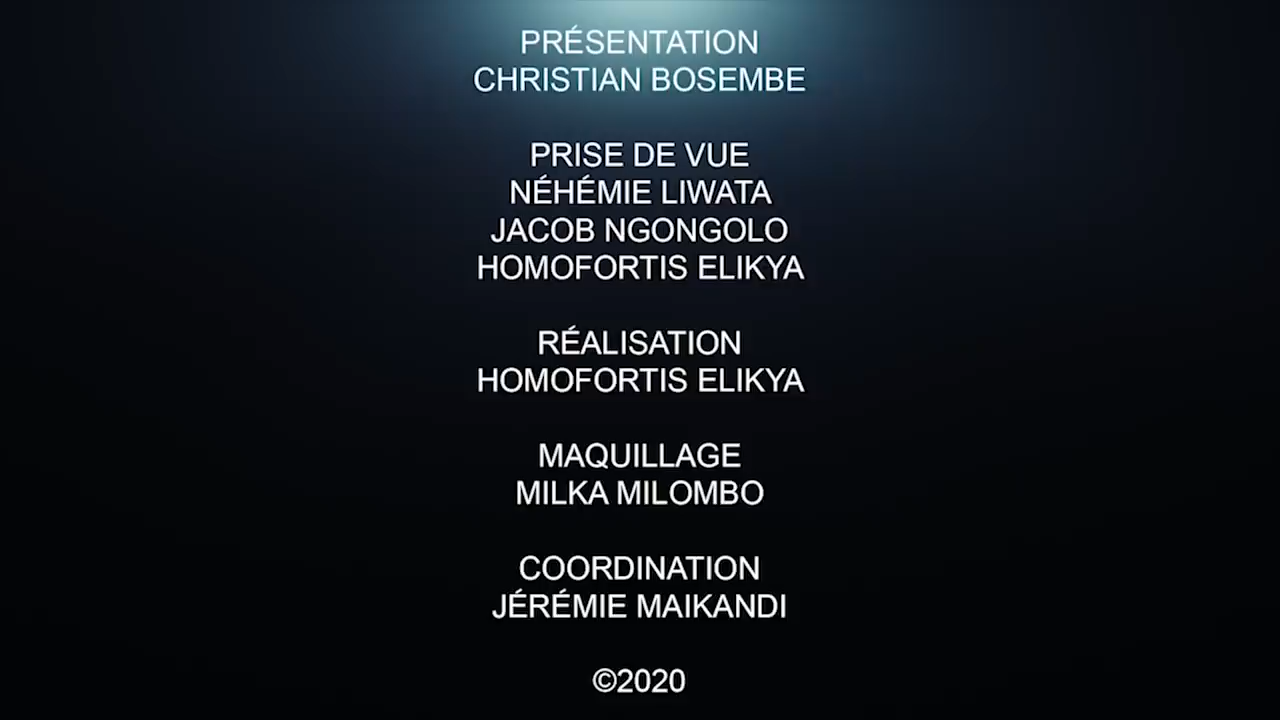 PRÉSENTATION
CHRISTIAN BOSEMBE
PRISE DE VUE
NÉHÉMIE LIWATA
JACOB NGONGOLO
HOMOFORTIS ELIKYA
RÉALISATION
HOMOFORTIS ELIKYA
MAQUILLAGE
MILKA MILOMBO
COORDINATION
JÉRÉMIE MAIKANDI
©2020